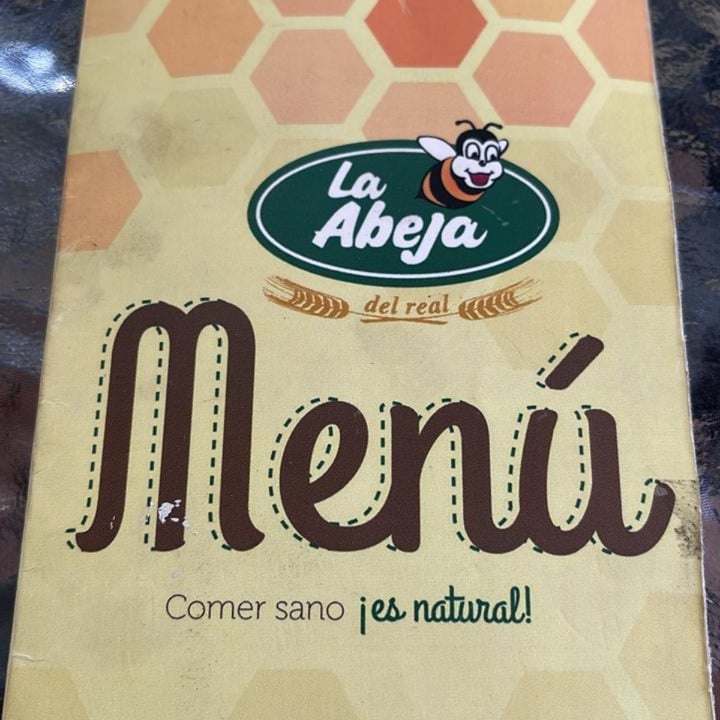 La
Abeja
del real
Menú
Comer sano ¡es natural!